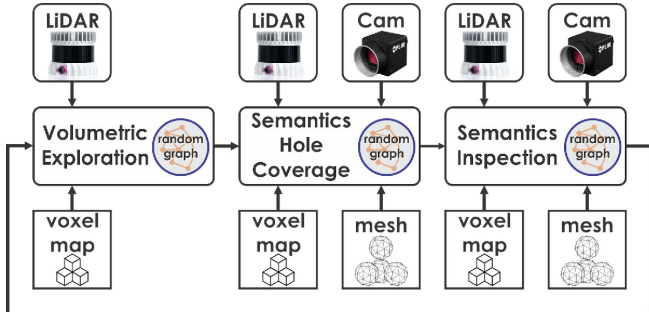 LiDAR
LiDAR
Cam
LiDAR
Cam
Volumetric
Exploration
random
graph
Semantics
Hole
Coverage
random
graph
Semantics
Inspection
random
graph
voxel
map
voxel
map
mesh
voxel
map
mesh